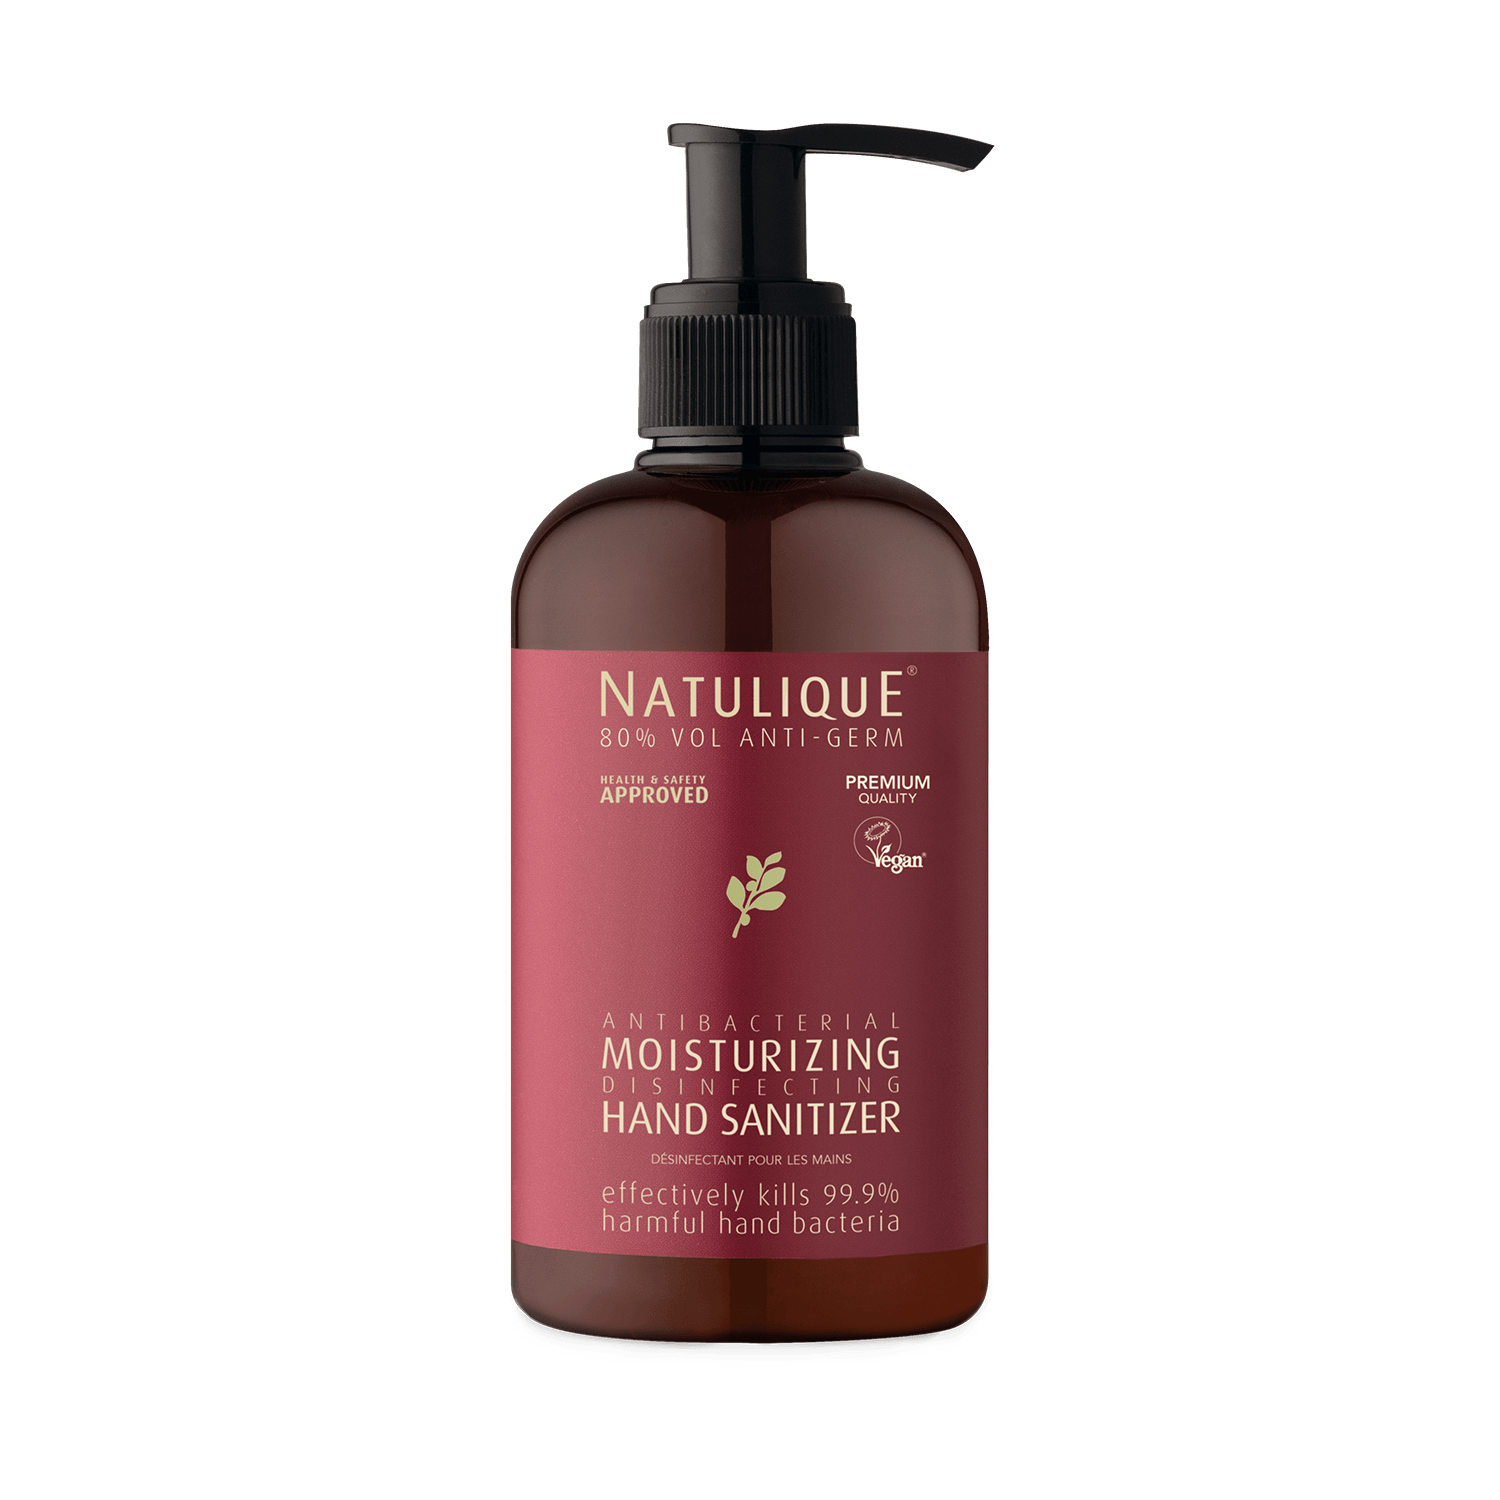 NATULIQUE®
80% VOL ANTI-GERM
HEALTH & SAFETY
APPROVED
PREMIUM
QUALITY
Vegan®
ANTIBACTERIAL
MOISTURIZING
DISINFECTING
HAND SANITIZER
DÉSINFECTANT POUR LES MAINS
effectively kills 99.9%
harmful hand bacteria